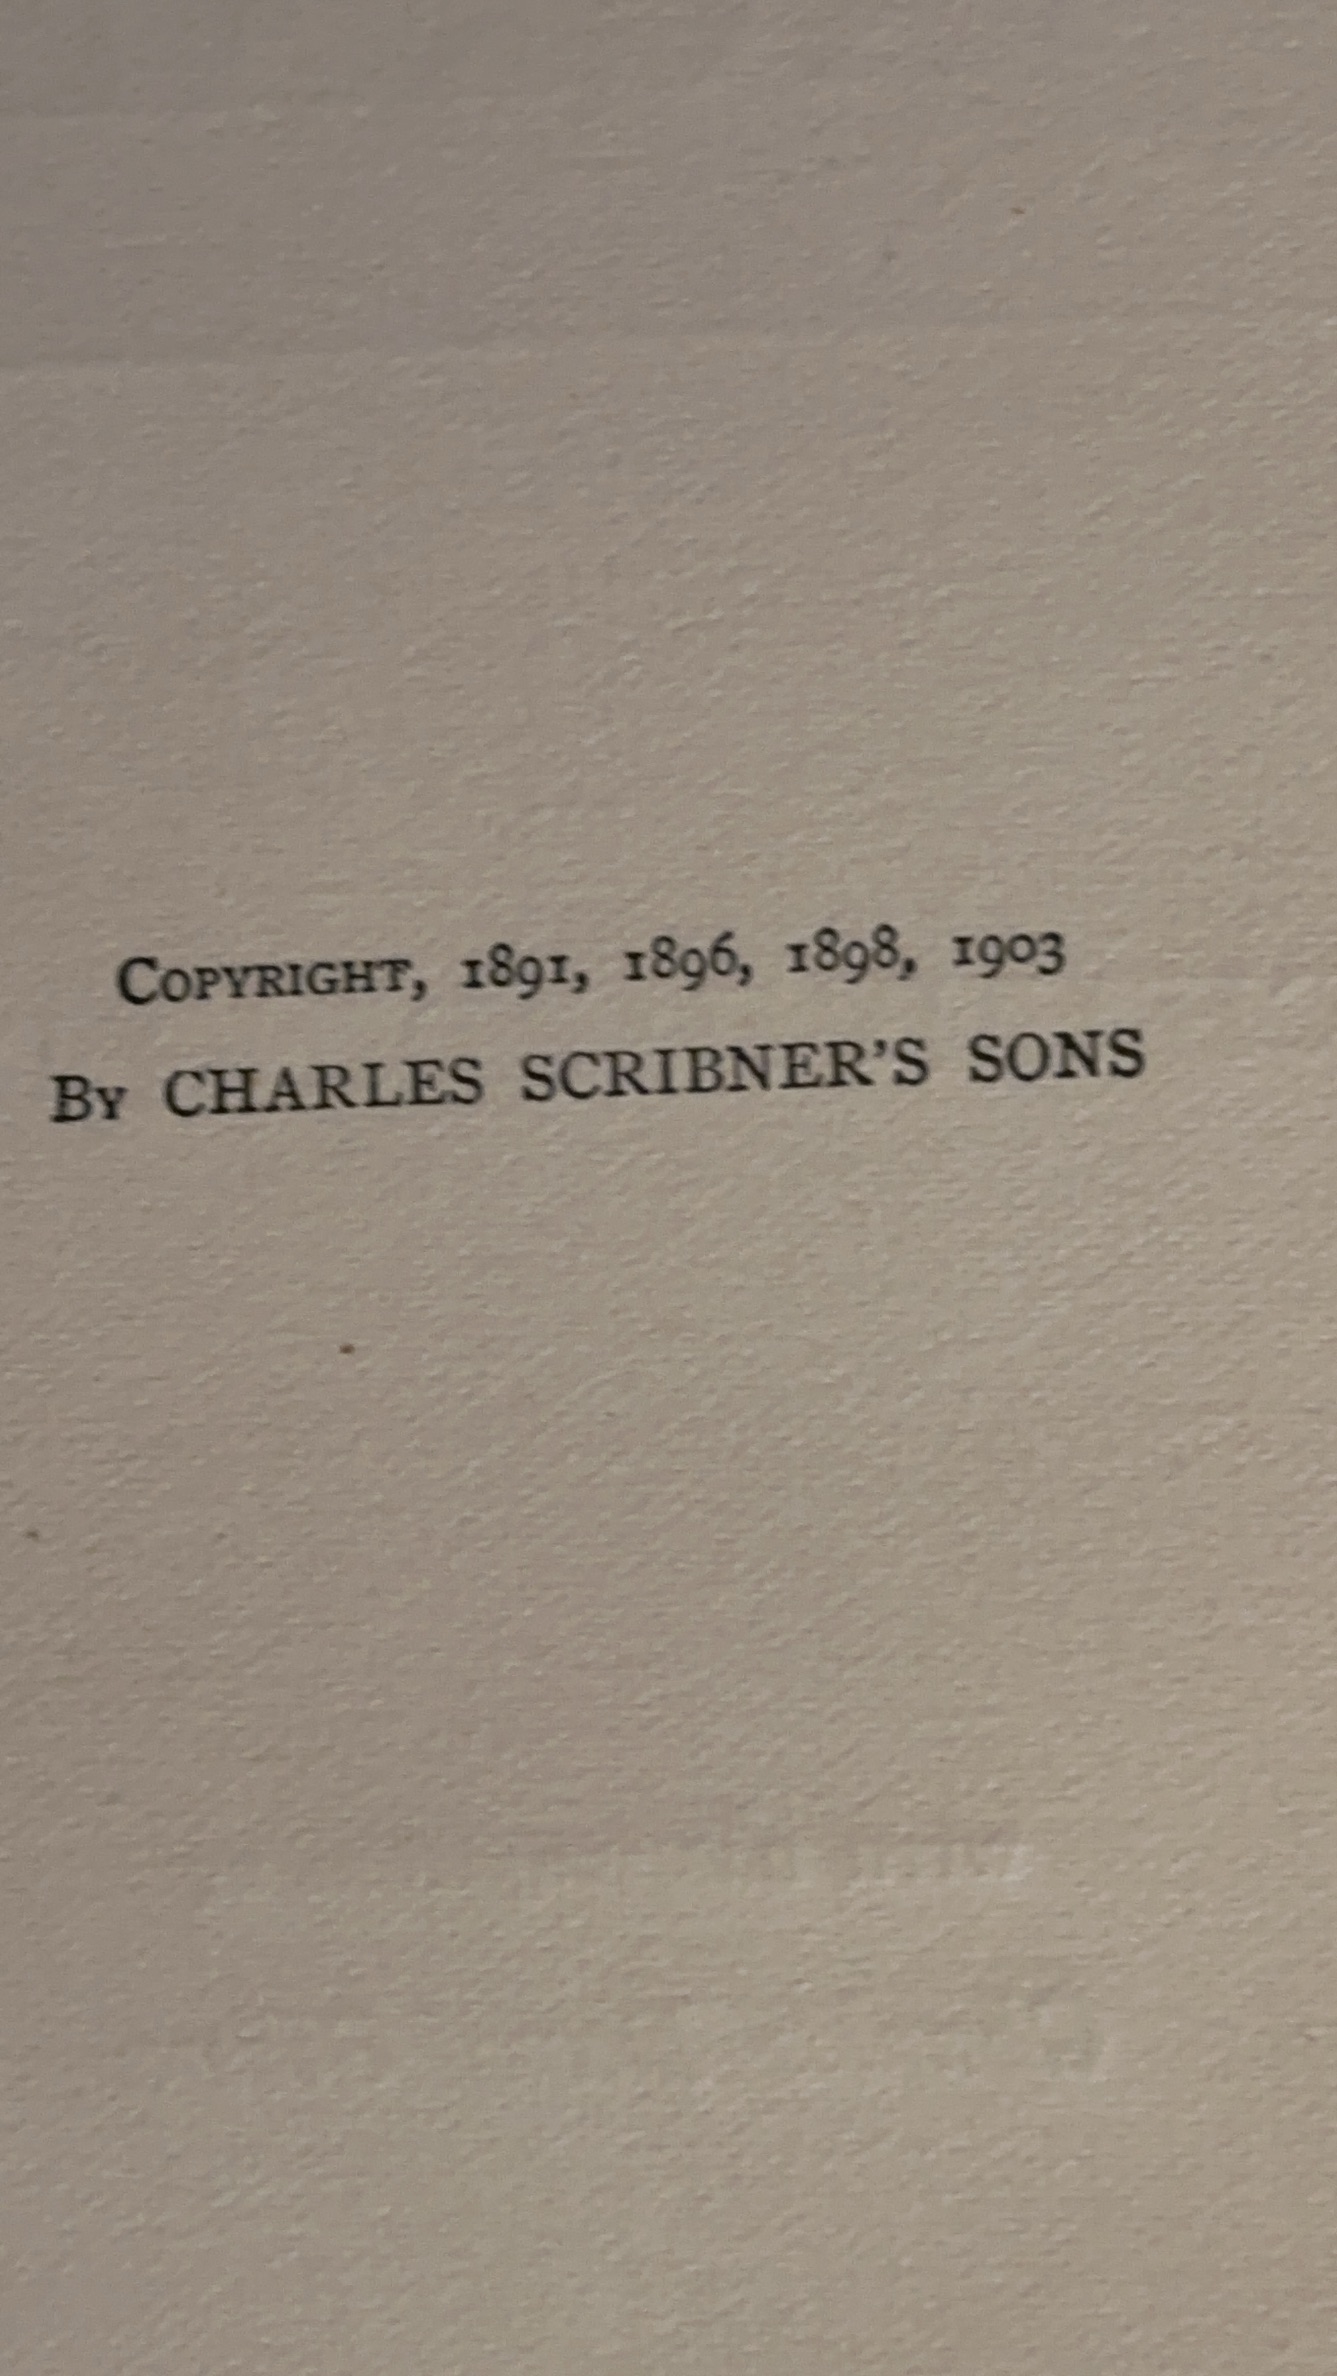 COPYRIGHT, 1891, 1896, 1898, 1903
BY CHARLES SCRIBNER'S SONS